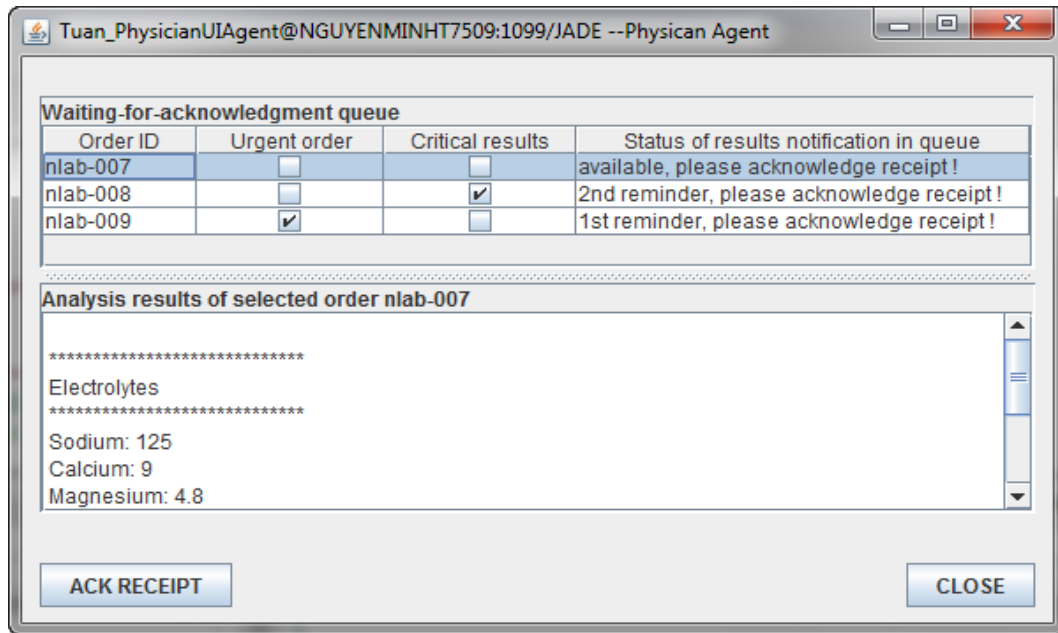 Tuan_PhysicianUIAgent@NGUYENMINHT7509:1099/JADE --Physican Agent
Waiting-for-acknowledgment queue
Order ID Urgent order Critical results Status of results notification in queue
nlab-007 available, please acknowledge receipt !
nlab-008 2nd reminder, please acknowledge receipt !
nlab-009 1st reminder, please acknowledge receipt !
Analysis results of selected order nlab-007
*****************************
Electrolytes
*****************************
Sodium: 125
Calcium: 9
Magnesium: 4.8
ACK RECEIPT CLOSE